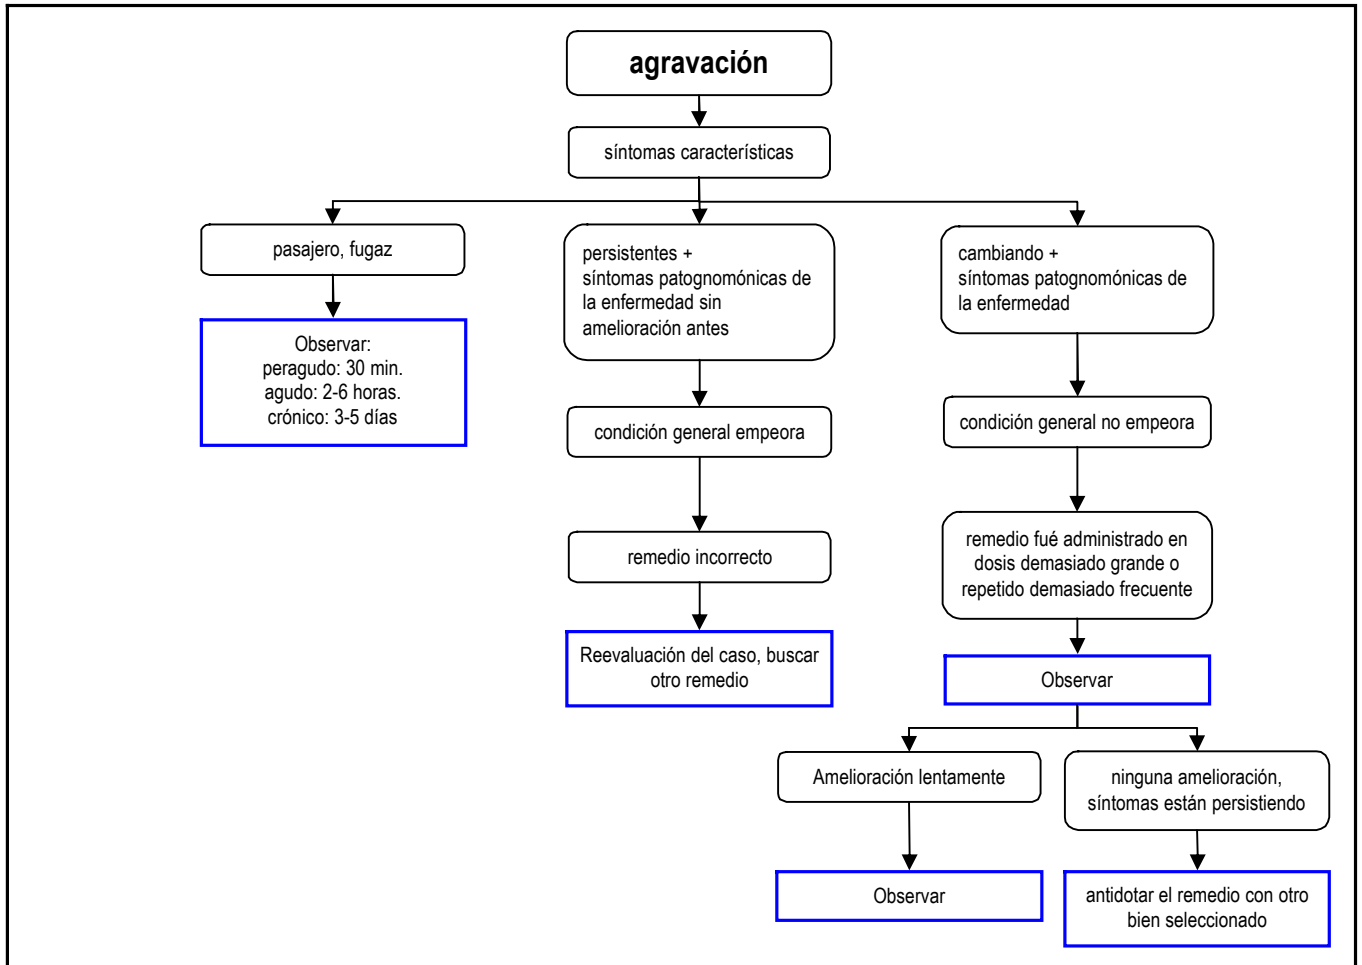 agravación
síntomas características
pasajero, fugaz
Observar:
peragudo: 30 min.
agudo: 2-6 horas.
crónico: 3-5 días
persistentes +
síntomas patognomónicas de
la enfermedad sin
amelioración antes
condición general empeora
remedio incorrecto
Reevaluación del caso, buscar
otro remedio
cambiando +
síntomas patognomónicas de
la enfermedad
condición general no empeora
remedio fué administrado en
dosis demasiado grande o
repetido demasiado frecuente
Observar
Amelioración lentamente
Observar
ninguna amelioración,
síntomas están persistiendo
antidotar el remedio con otro
bien seleccionado